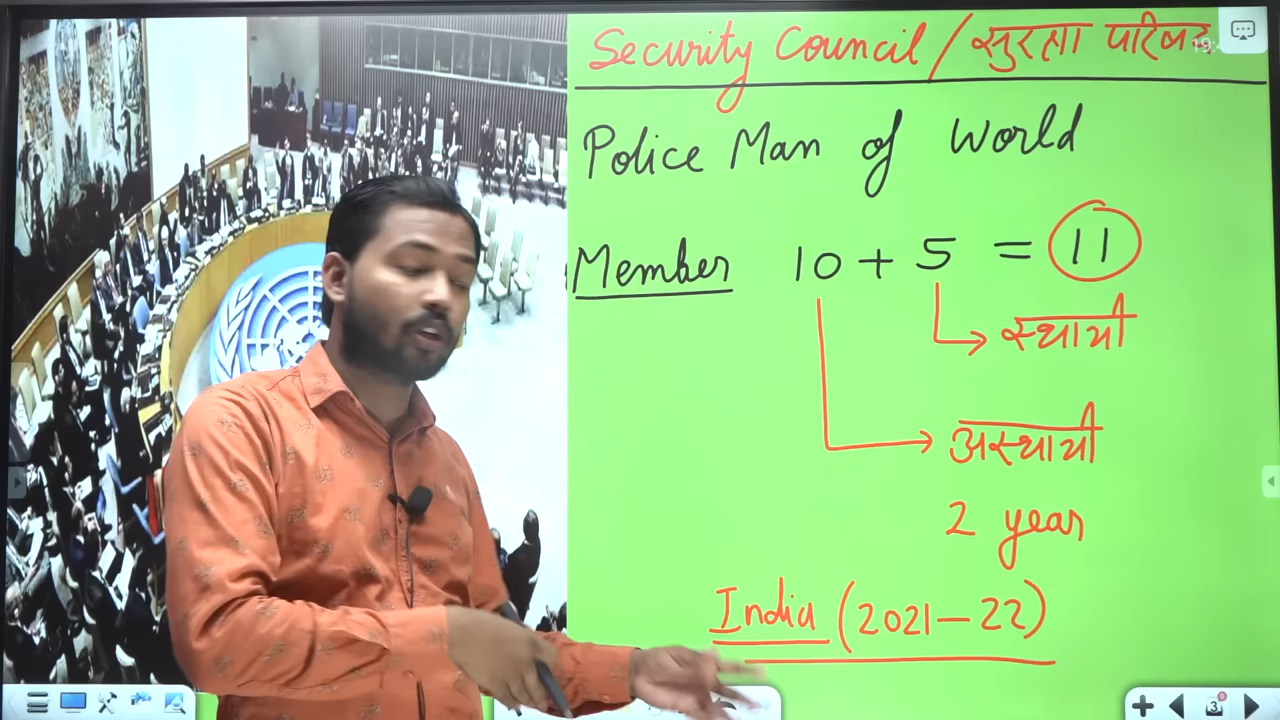 Security Council / सुरक्षा परिषद
Police Man of World
Member 10 + 5 = 11
स्थायी
अस्थायी
2 year
India (2021-22)
3